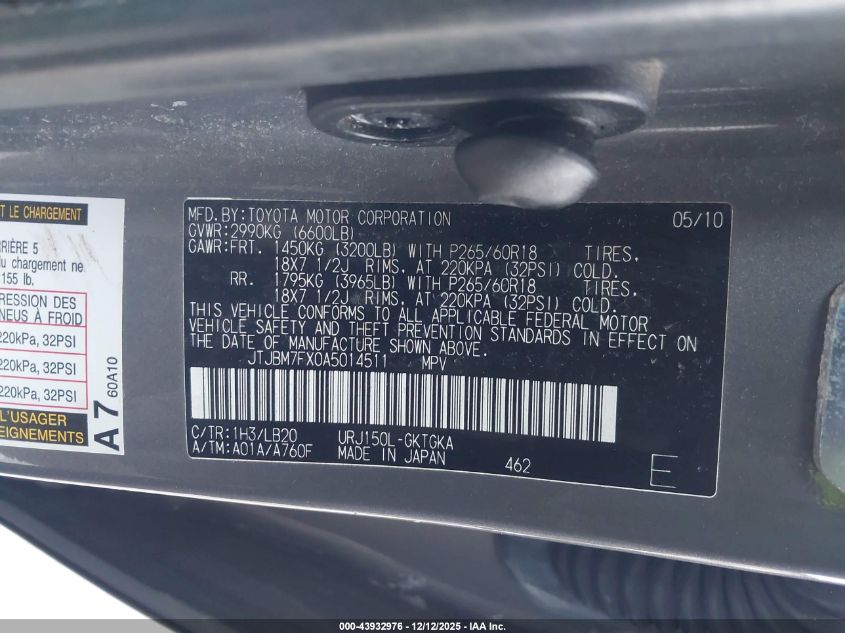 T LE CHARGEMENT
RRIÈRE 5
u chargement ne
155 lb.
RESSION DES
NEUS À FROID
220kPa, 32PSI
220kPa, 32PSI
220kPa, 32PSI
L'USAGER
EIGNEMENTS
A7 60A10
MFD.BY:TOYOTA MOTOR CORPORATION 05/10
GVWR:2990KG (6600LB)
GAWR:FRT. 1450KG (3200LB) WITH P265/60R18 TIRES,
18X7 1/2J RIMS, AT 220KPA (32PSI) COLD.
RR. 1795KG (3965LB) WITH P265/60R18 TIRES,
18X7 1/2J RIMS, AT 220KPA (32PSI) COLD.
THIS VEHICLE CONFORMS TO ALL APPLICABLE FEDERAL MOTOR
VEHICLE SAFETY AND THEFT PREVENTION STANDARDS IN EFFECT ON
THE DATE OF MANUFACTURE SHOWN ABOVE.
JTJBM7FX0A5014511 MPV
C/TR:1H3/LB20 URJ150L-GKTGKA
A/TM:A01A/A760F MADE IN JAPAN 462 E
000-43932976 - 12/12/2025 - IAA Inc.